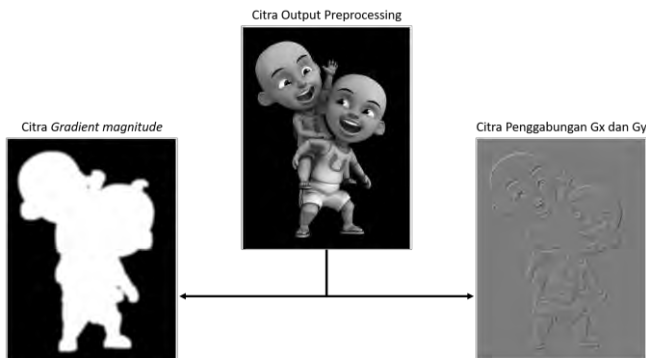 Citra Output Preprocessing
Citra Gradient magnitude
Citra Penggabungan Gx dan Gy
U